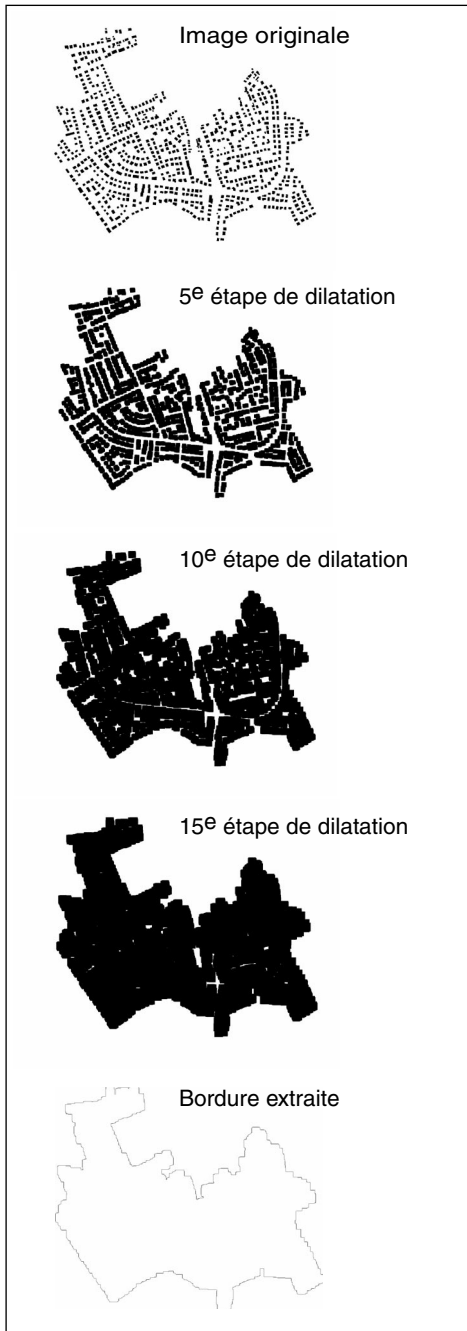 Image originale
5e étape de dilatation
10e étape de dilatation
15e étape de dilatation
Bordure extraite